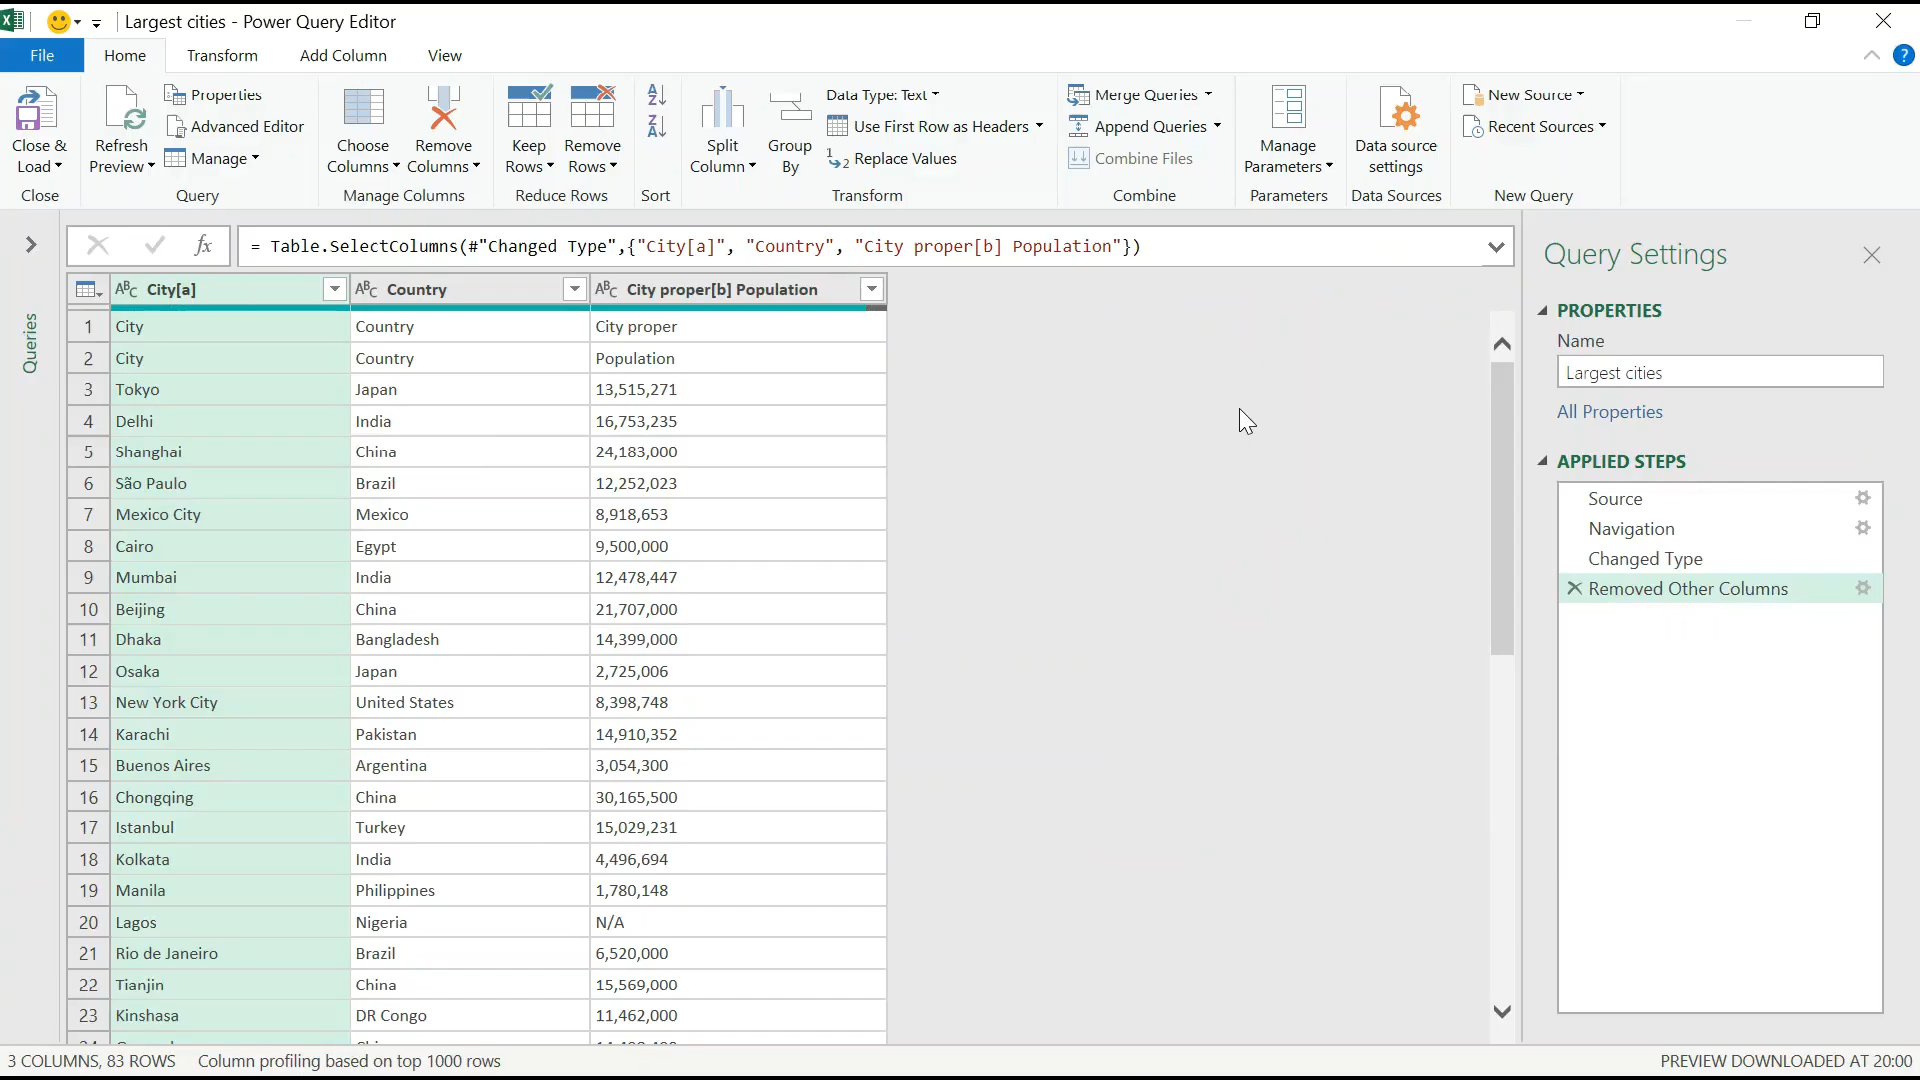 Largest cities - Power Query Editor
File Home Transform Add Column View
Close & Load
Close
Refresh Preview
Properties
Advanced Editor
Manage
Query
Choose Columns
Remove Columns
Manage Columns
Keep Rows
Remove Rows
Reduce Rows
Sort
Split Column
Group By
Data Type: Text
Use First Row as Headers
Replace Values
Transform
Merge Queries
Append Queries
Combine Files
Combine
Manage Parameters
Parameters
Data source settings
Data Sources
New Source
Recent Sources
New Query
Queries
fx = Table.SelectColumns(#"Changed Type",{"City[a]", "Country", "City proper[b] Population"})
ABC City[a] ABC Country ABC City proper[b] Population
1 City Country City proper
2 City Country Population
3 Tokyo Japan 13,515,271
4 Delhi India 16,753,235
5 Shanghai China 24,183,000
6 São Paulo Brazil 12,252,023
7 Mexico City Mexico 8,918,653
8 Cairo Egypt 9,500,000
9 Mumbai India 12,478,447
10 Beijing China 21,707,000
11 Dhaka Bangladesh 14,399,000
12 Osaka Japan 2,725,006
13 New York City United States 8,398,748
14 Karachi Pakistan 14,910,352
15 Buenos Aires Argentina 3,054,300
16 Chongqing China 30,165,500
17 Istanbul Turkey 15,029,231
18 Kolkata India 4,496,694
19 Manila Philippines 1,780,148
20 Lagos Nigeria N/A
21 Rio de Janeiro Brazil 6,520,000
22 Tianjin China 15,569,000
23 Kinshasa DR Congo 11,462,000
Query Settings
PROPERTIES
Name
Largest cities
All Properties
APPLIED STEPS
Source
Navigation
Changed Type
Removed Other Columns
3 COLUMNS, 83 ROWS Column profiling based on top 1000 rows
PREVIEW DOWNLOADED AT 20:00